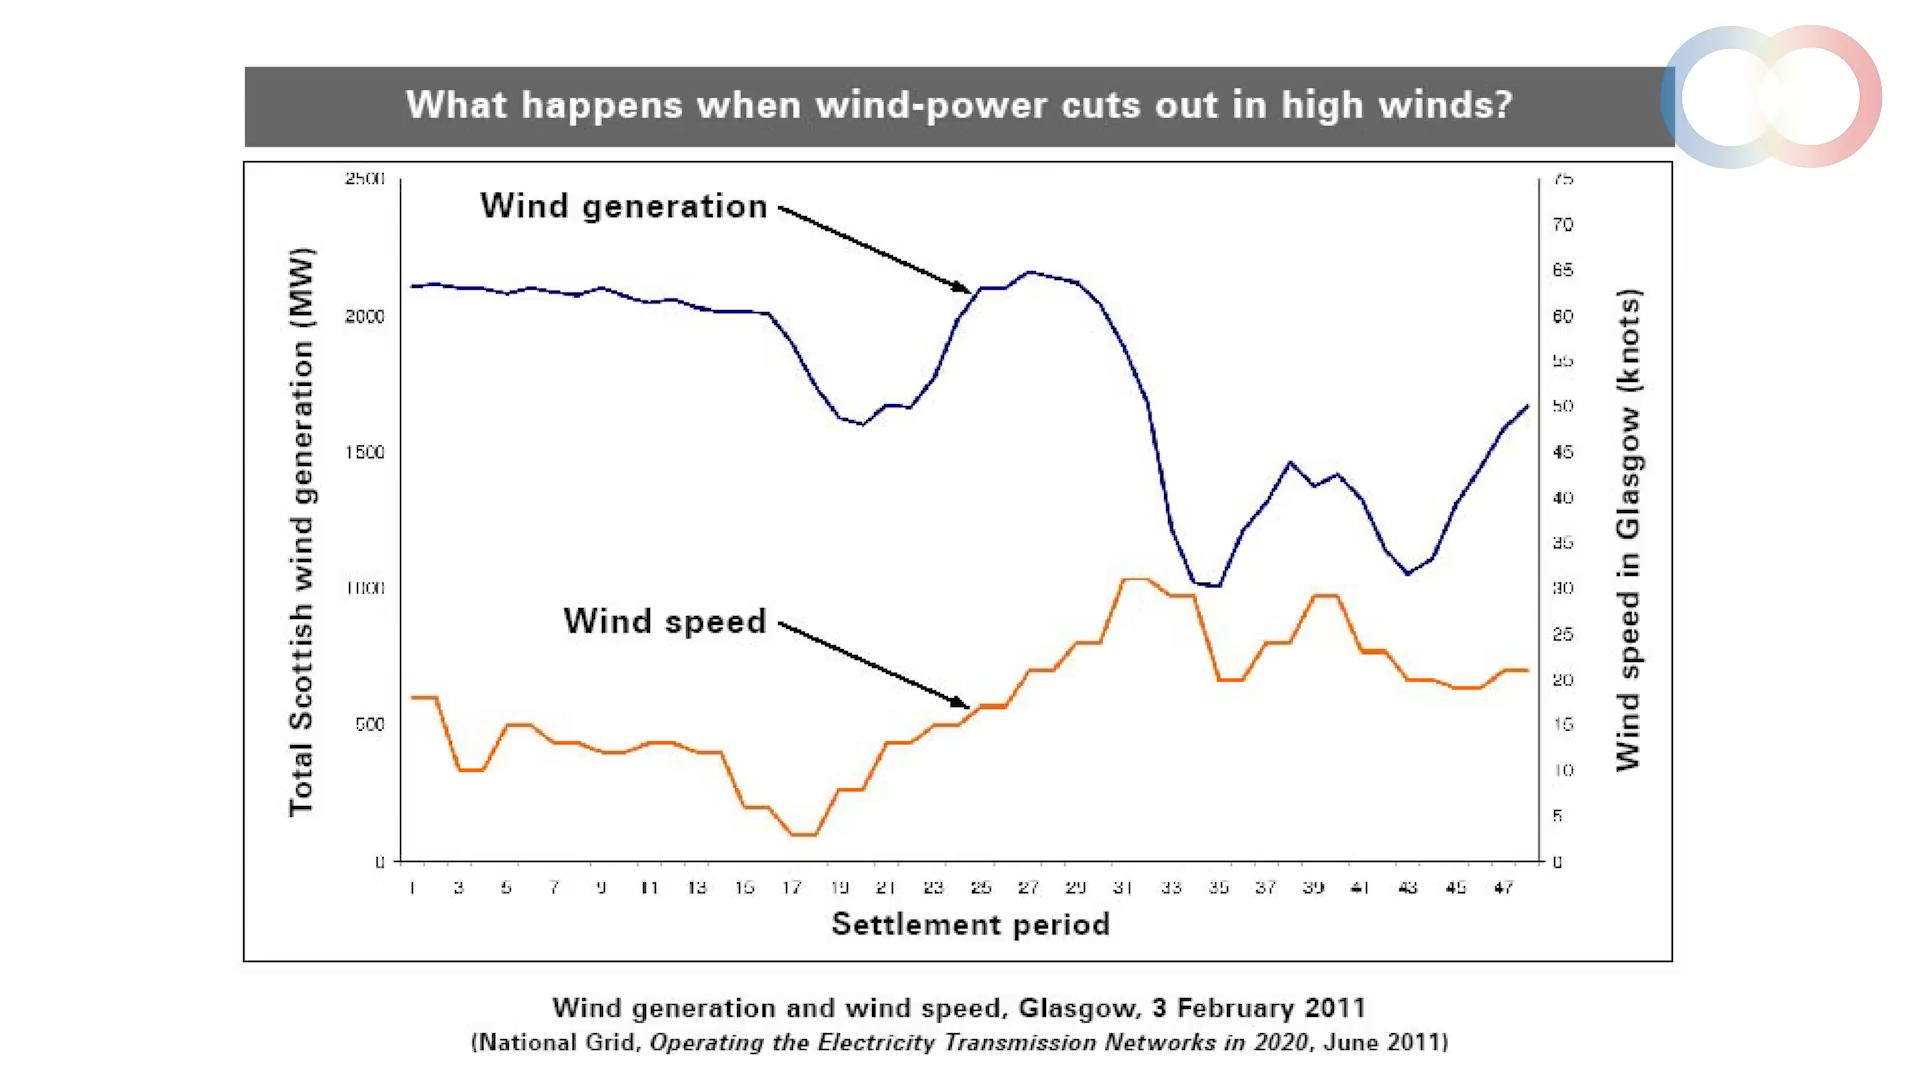 What happens when wind-power cuts out in high winds?
Wind generation
Wind speed
Total Scottish wind generation (MW)
2500
2000
1500
1000
500
0
Wind speed in Glasgow (knots)
75
70
65
60
55
50
45
40
35
30
25
20
15
10
5
0
1 3 5 7 9 11 13 15 17 19 21 23 25 27 29 31 33 35 37 39 41 43 45 47
Settlement period
Wind generation and wind speed, Glasgow, 3 February 2011
(National Grid, Operating the Electricity Transmission Networks in 2020, June 2011)